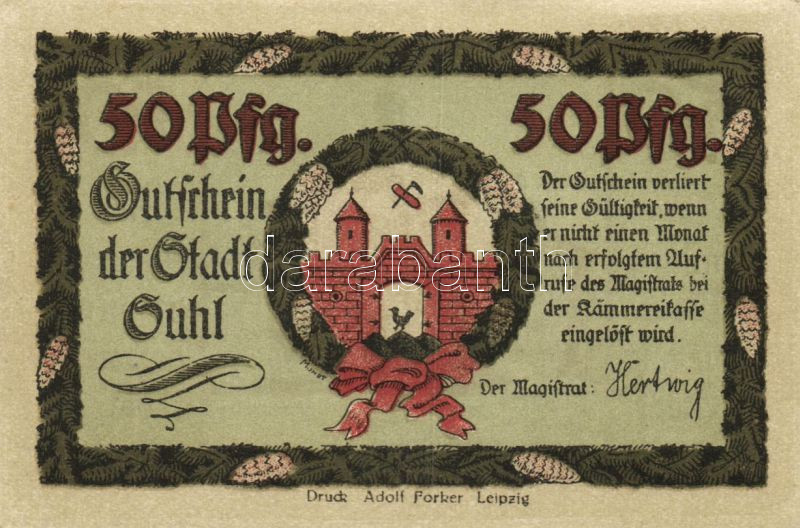 50 Pfg.
50 Pfg.
Gutschein
der Stadt
Suhl
Der Gutschein verliert
seine Gültigkeit, wenn
er nicht einen Monat
nach erfolgtem Auf-
rufe des Magistrats bei
der Kämmereikasse
eingelöst wird.
Der Magistrat: Hertwig
darabanth
Druck Adolf Forker Leipzig